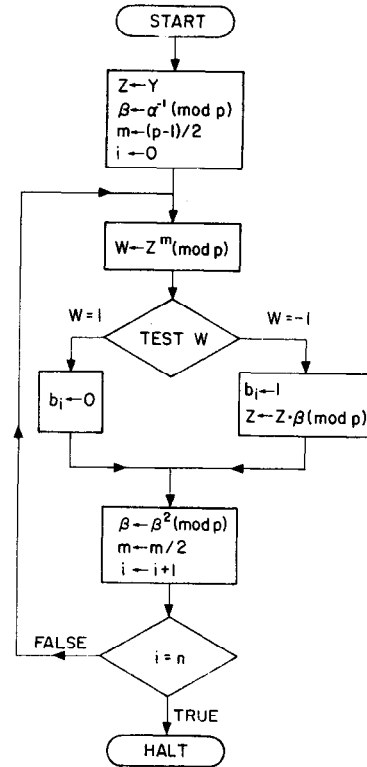 START
Z←Y
β←α⁻¹(mod p)
m←(p-1)/2
i←0
W←Zᵐ(mod p)
W=1
W=-1
TEST W
bᵢ←0
bᵢ←1
Z←Z·β(mod p)
β←β²(mod p)
m←m/2
i←i+1
FALSE
i=n
TRUE
HALT